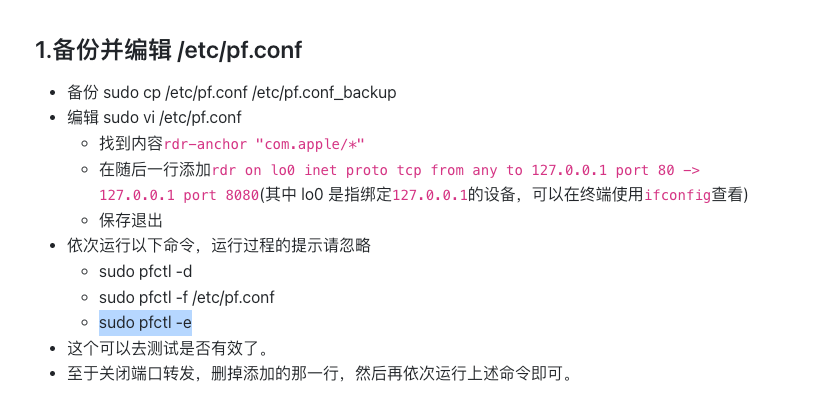 1.备份并编辑 /etc/pf.conf
备份 sudo cp /etc/pf.conf /etc/pf.conf_backup
编辑 sudo vi /etc/pf.conf
找到内容rdr-anchor "com.apple/*"
在随后一行添加rdr on lo0 inet proto tcp from any to 127.0.0.1 port 80 ->
127.0.0.1 port 8080(其中 lo0 是指绑定127.0.0.1的设备，可以在终端使用ifconfig查看)
保存退出
依次运行以下命令，运行过程的提示请忽略
sudo pfctl -d
sudo pfctl -f /etc/pf.conf
sudo pfctl -e
这个可以去测试是否有效了。
至于关闭端口转发，删掉添加的那一行，然后再依次运行上述命令即可。